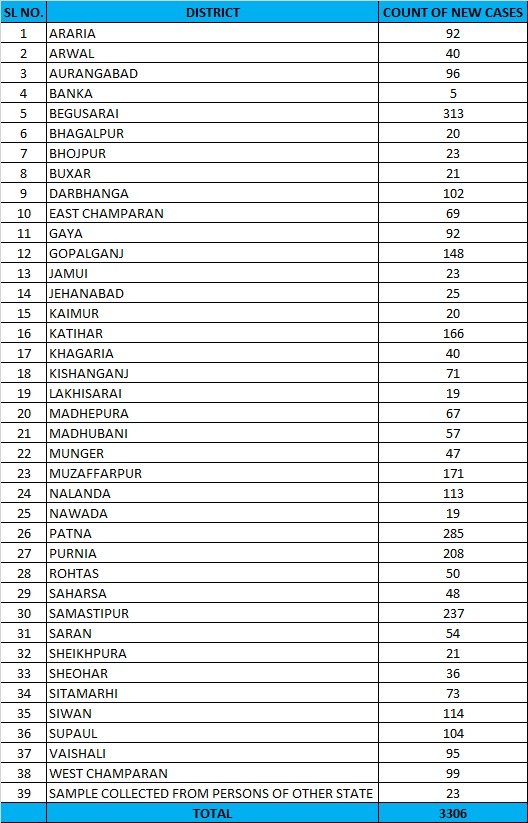 SL NO. DISTRICT COUNT OF NEW CASES
1 ARARIA 92
2 ARWAL 40
3 AURANGABAD 96
4 BANKA 5
5 BEGUSARAI 313
6 BHAGALPUR 20
7 BHOJPUR 23
8 BUXAR 21
9 DARBHANGA 102
10 EAST CHAMPARAN 69
11 GAYA 92
12 GOPALGANJ 148
13 JAMUI 23
14 JEHANABAD 25
15 KAIMUR 20
16 KATIHAR 166
17 KHAGARIA 40
18 KISHANGANJ 71
19 LAKHISARAI 19
20 MADHEPURA 67
21 MADHUBANI 57
22 MUNGER 47
23 MUZAFFARPUR 171
24 NALANDA 113
25 NAWADA 19
26 PATNA 285
27 PURNIA 208
28 ROHTAS 50
29 SAHARSA 48
30 SAMASTIPUR 237
31 SARAN 54
32 SHEIKHPURA 21
33 SHEOHAR 36
34 SITAMARHI 73
35 SIWAN 114
36 SUPAUL 104
37 VAISHALI 95
38 WEST CHAMPARAN 99
39 SAMPLE COLLECTED FROM PERSONS OF OTHER STATE 23
TOTAL 3306